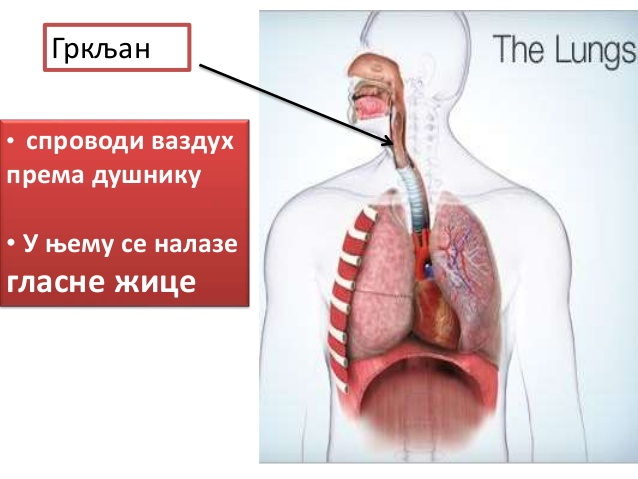 Гркљан
The Lungs
• спроводи ваздух
према душнику
• У њему се налазе
гласне жице